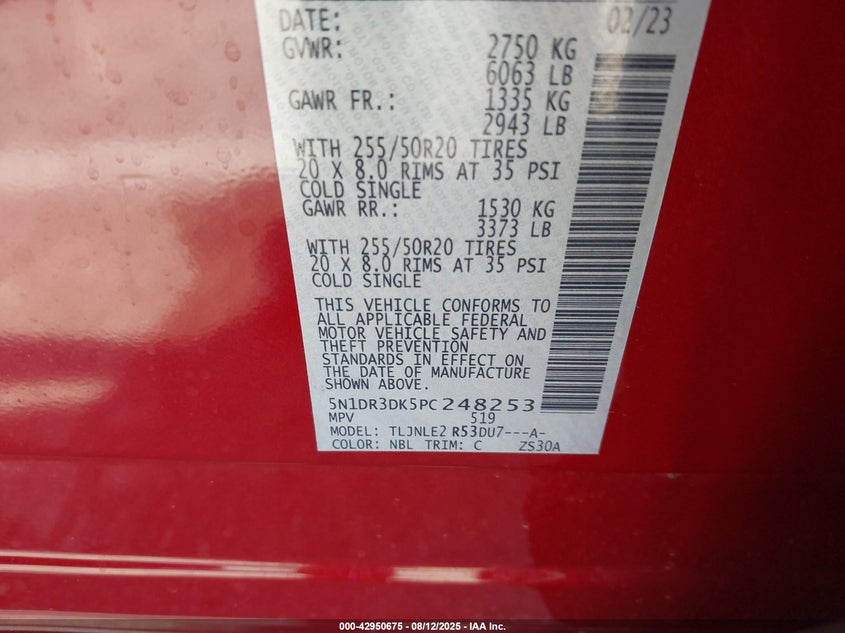 DATE: 02/23
GVWR: 2750 KG
6063 LB
GAWR FR.: 1335 KG
2943 LB
WITH 255/50R20 TIRES
20 X 8.0 RIMS AT 35 PSI
COLD SINGLE
GAWR RR.: 1530 KG
3373 LB
WITH 255/50R20 TIRES
20 X 8.0 RIMS AT 35 PSI
COLD SINGLE
THIS VEHICLE CONFORMS TO
ALL APPLICABLE FEDERAL
MOTOR VEHICLE SAFETY AND
THEFT PREVENTION
STANDARDS IN EFFECT ON
THE DATE OF MANUFACTURE
SHOWN ABOVE.
5N1DR3DK5PC248253
MPV 519
MODEL: TLJNLE2 R53DU7---A-
COLOR: NBL TRIM: C ZS30A
000-42950675 - 08/12/2025 - IAA Inc.